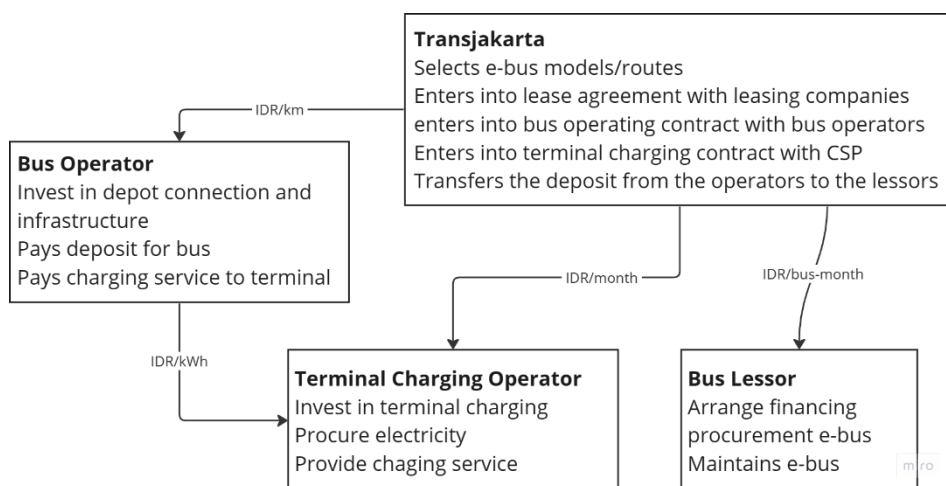 Transjakarta
Selects e-bus models/routes
Enters into lease agreement with leasing companies
enters into bus operating contract with bus operators
Enters into terminal charging contract with CSP
Transfers the deposit from the operators to the lessors
IDR/km
Bus Operator
Invest in depot connection and
infrastructure
Pays deposit for bus
Pays charging service to terminal
IDR/month
IDR/bus-month
IDR/kWh
Terminal Charging Operator
Invest in terminal charging
Procure electricity
Provide chaging service
Bus Lessor
Arrange financing
procurement e-bus
Maintains e-bus
miro